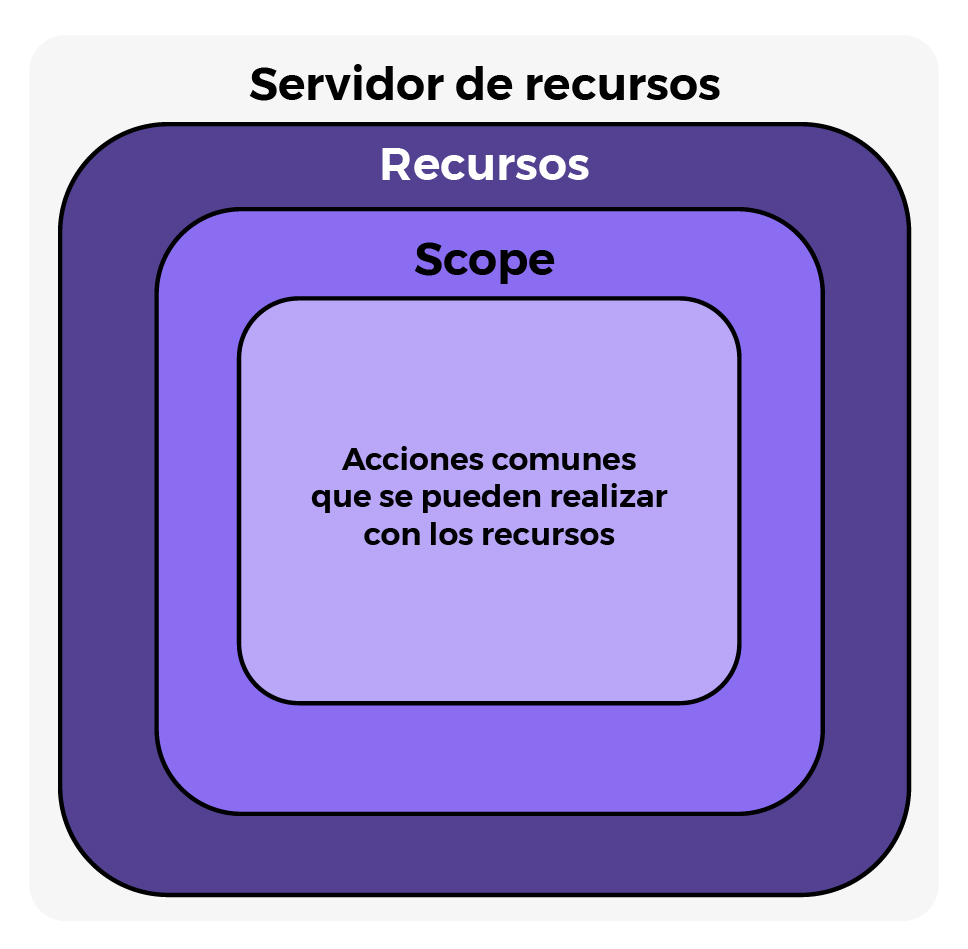 Servidor de recursos
Recursos
Scope
Acciones comunes
que se pueden realizar
con los recursos